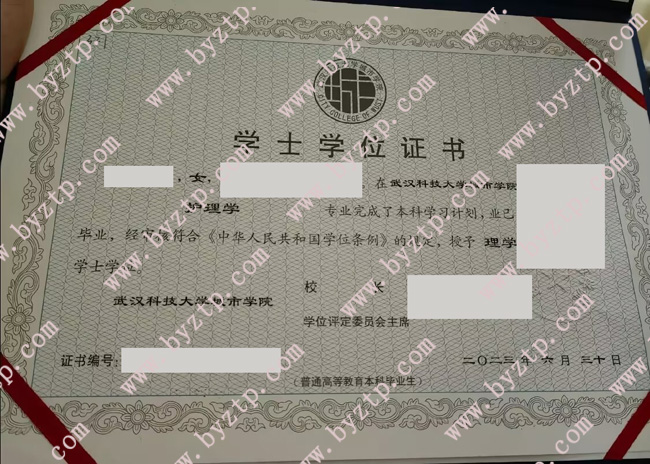 CITY COLLEGE OF WUST
学士学位证书
，女， 在武汉科技大学城市学院
护理学 专业完成了本科学习计划，业已
毕业，经审核符合《中华人民共和国学位条例》的规定，授予 理学
学士学位。
校 长
武汉科技大学城市学院
学位评定委员会主席
证书编号:
二〇二三年 六月 三十日
（普通高等教育本科毕业生）
www.byztp.com